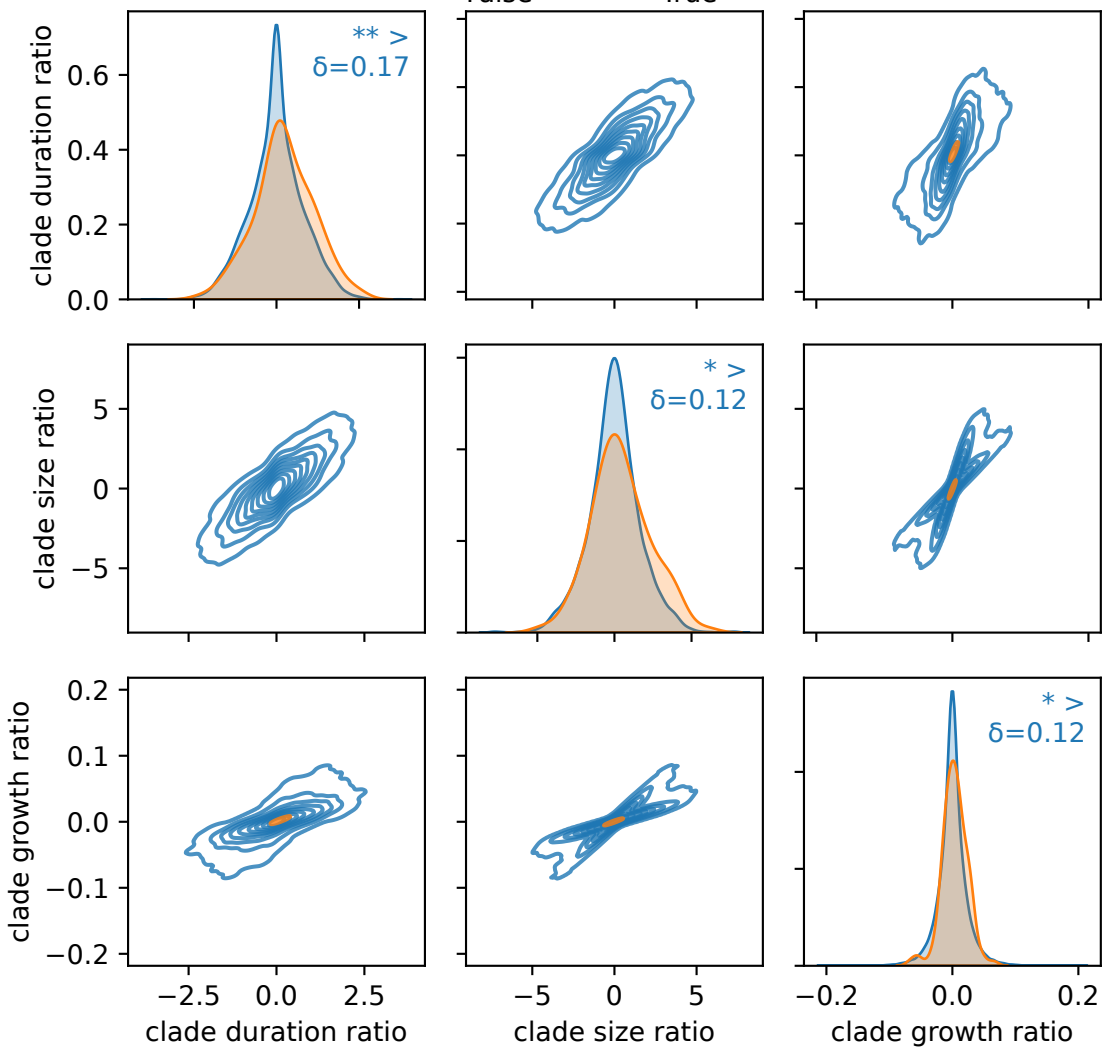 False True
clade duration ratio
0.6
0.4
0.2
0.0
** >
δ=0.17
clade size ratio
5
0
−5
* >
δ=0.12
clade growth ratio
0.2
0.1
0.0
−0.1
−0.2
* >
δ=0.12
−2.5 0.0 2.5
−5 0 5
−0.2 0.0 0.2
clade duration ratio
clade size ratio
clade growth ratio